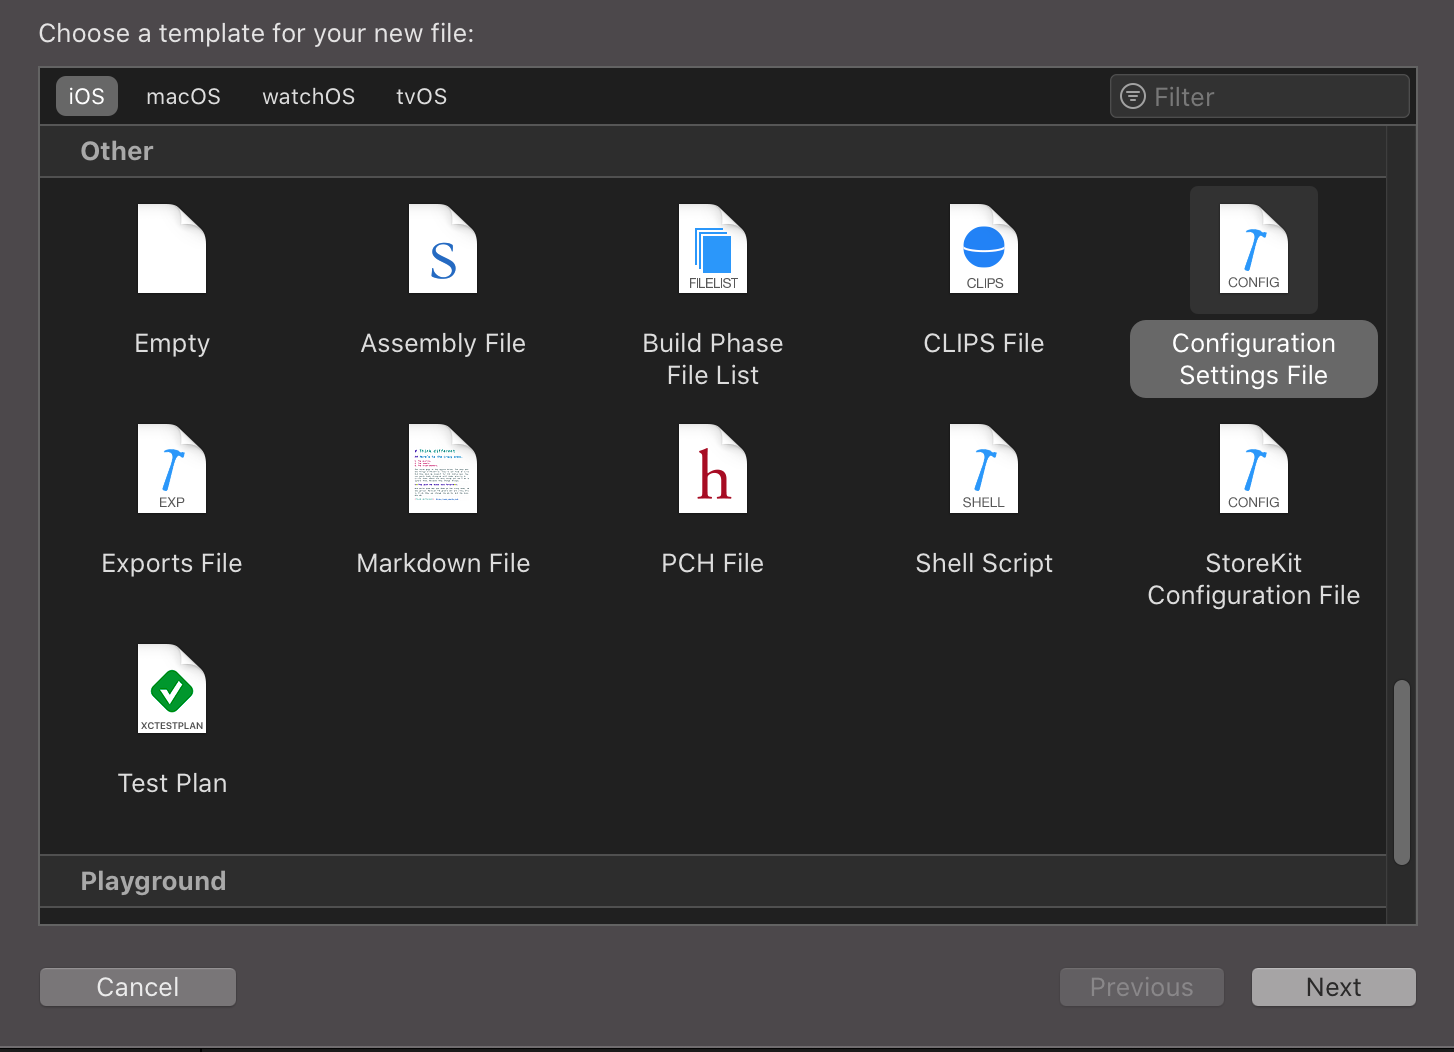 Choose a template for your new file:
iOS macOS watchOS tvOS Filter
Other
S FILELIST CLIPS CONFIG
Empty Assembly File Build Phase CLIPS File Configuration
File List Settings File
EXP h SHELL CONFIG
Exports File Markdown File PCH File Shell Script StoreKit
Configuration File
XCTESTPLAN
Test Plan
Playground
Cancel Previous Next